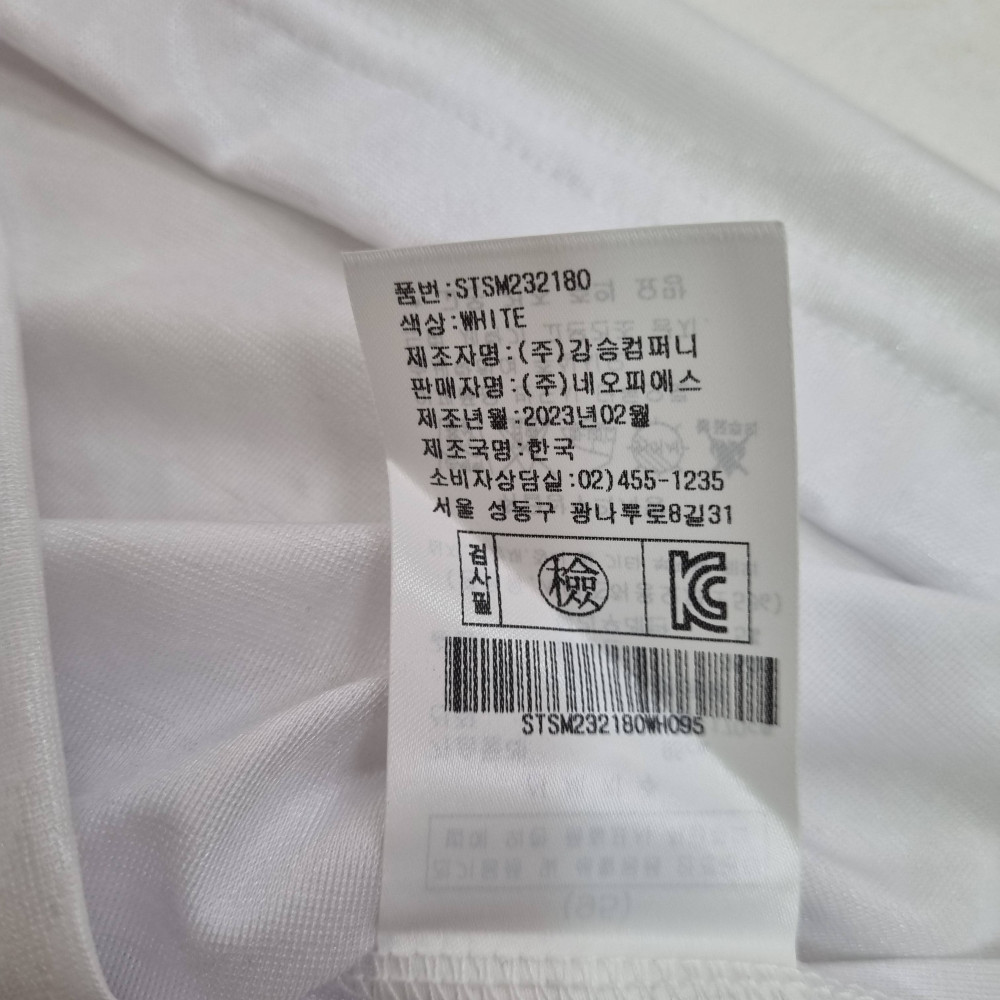 품번:STSM232180
색상:WHITE
제조자명:(주)강승컴퍼니
판매자명:(주)네오피에스
제조년월:2023년02월
제조국명:한국
소비자상담실:02)455-1235
서울 성동구 광나루로8길31
검사필 檢 KC
STSM232180WH095